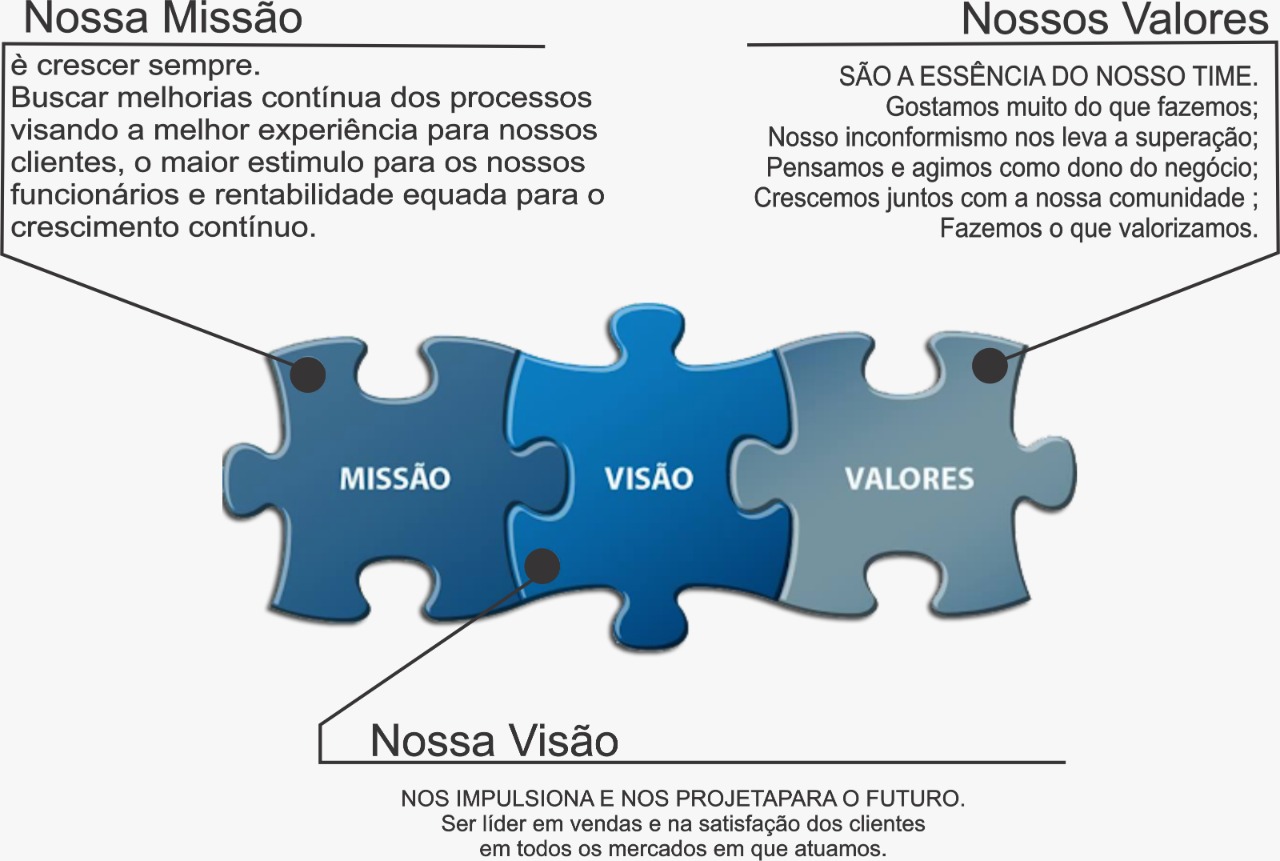 Nossa Missão
è crescer sempre.
Buscar melhorias contínua dos processos
visando a melhor experiência para nossos
clientes, o maior estimulo para os nossos
funcionários e rentabilidade equada para o
crescimento contínuo.
Nossos Valores
SÃO A ESSÊNCIA DO NOSSO TIME.
Gostamos muito do que fazemos;
Nosso inconformismo nos leva a superação;
Pensamos e agimos como dono do negócio;
Crescemos juntos com a nossa comunidade ;
Fazemos o que valorizamos.
MISSÃO
VISÃO
VALORES
Nossa Visão
NOS IMPULSIONA E NOS PROJETAPARA O FUTURO.
Ser líder em vendas e na satisfação dos clientes
em todos os mercados em que atuamos.